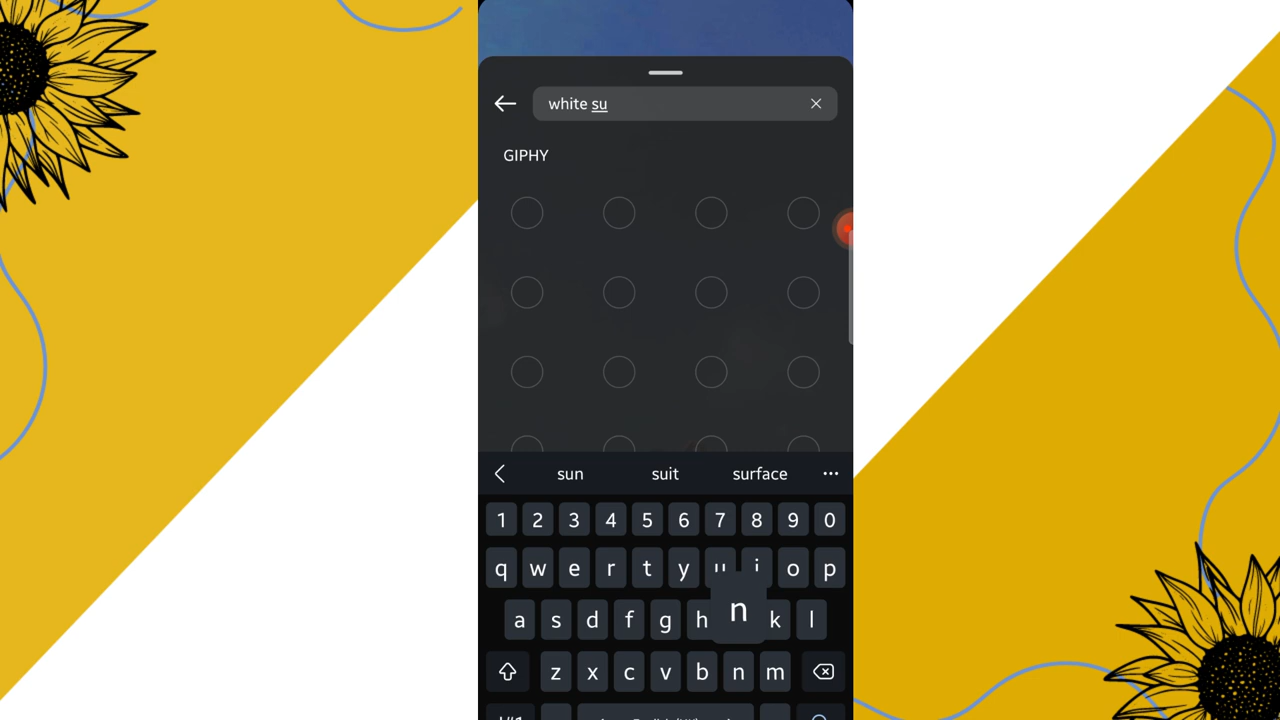 white su
GIPHY
sun suit surface
1 2 3 4 5 6 7 8 9 0
q w e r t y u i o p
a s d f g h n k l
z x c v b n m